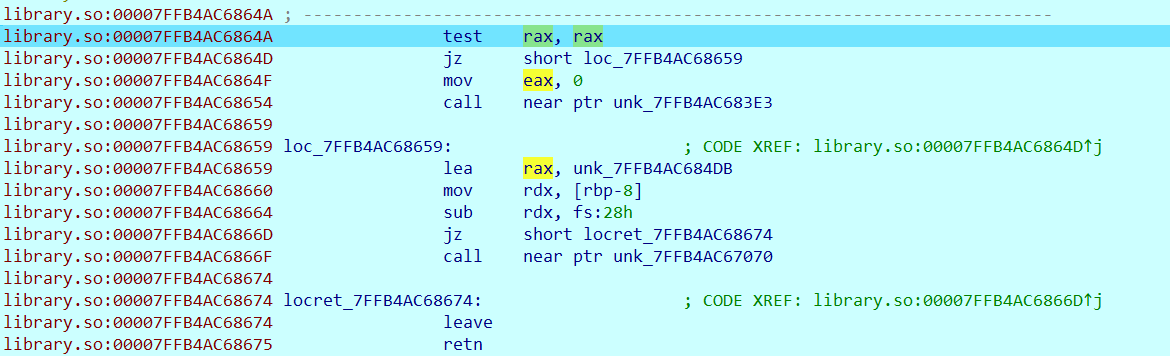 library.so:00007FFB4AC6864A ; ---------------------------------------------------------------------------
library.so:00007FFB4AC6864A test rax, rax
library.so:00007FFB4AC6864D jz short loc_7FFB4AC68659
library.so:00007FFB4AC6864F mov eax, 0
library.so:00007FFB4AC68654 call near ptr unk_7FFB4AC683E3
library.so:00007FFB4AC68659
library.so:00007FFB4AC68659 loc_7FFB4AC68659: ; CODE XREF: library.so:00007FFB4AC6864D↑j
library.so:00007FFB4AC68659 lea rax, unk_7FFB4AC684DB
library.so:00007FFB4AC68660 mov rdx, [rbp-8]
library.so:00007FFB4AC68664 sub rdx, fs:28h
library.so:00007FFB4AC6866D jz short locret_7FFB4AC68674
library.so:00007FFB4AC6866F call near ptr unk_7FFB4AC67070
library.so:00007FFB4AC68674
library.so:00007FFB4AC68674 locret_7FFB4AC68674: ; CODE XREF: library.so:00007FFB4AC6866D↑j
library.so:00007FFB4AC68674 leave
library.so:00007FFB4AC68675 retn